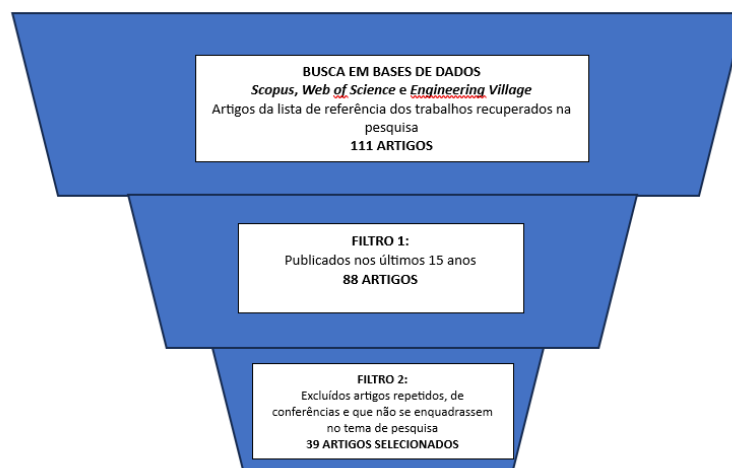 BUSCA EM BASES DE DADOS
Scopus, Web of Science e Engineering Village
Artigos da lista de referência dos trabalhos recuperados na
pesquisa
111 ARTIGOS
FILTRO 1:
Publicados nos últimos 15 anos
88 ARTIGOS
FILTRO 2:
Excluídos artigos repetidos, de
conferências e que não se enquadrassem
no tema de pesquisa
39 ARTIGOS SELECIONADOS